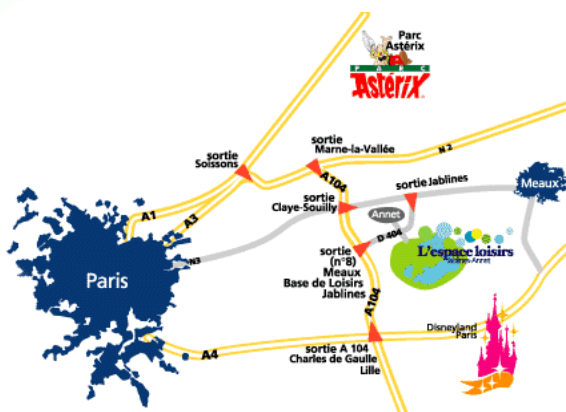 Parc
Astérix
PARC
Astérix
sortie
Marne-la-Vallée
N 2
sortie
Soissons
A104
sortie Jablines
Meaux
sortie
Claye-Souilly
Annet
A1
A3
D 404
L'espace loisirs
N3
sortie
(n°8)
Meaux
Base de Loisirs
Jablines
Paris
A104
Disneyland
Paris
A4
sortie A 104
Charles de Gaulle
Lille